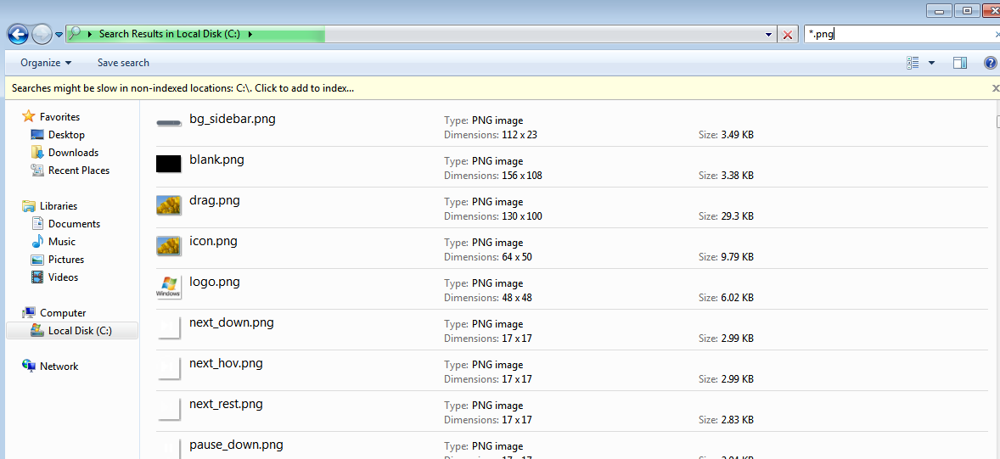 Search Results in Local Disk (C:)
*.png
Organize
Save search
Searches might be slow in non-indexed locations: C:\. Click to add to index...
Favorites
Desktop
Downloads
Recent Places
Libraries
Documents
Music
Pictures
Videos
Computer
Local Disk (C:)
Network
bg_sidebar.png
Type: PNG image
Dimensions: 112 x 23
Size: 3.49 KB
blank.png
Type: PNG image
Dimensions: 156 x 108
Size: 3.38 KB
drag.png
Type: PNG image
Dimensions: 130 x 100
Size: 29.3 KB
icon.png
Type: PNG image
Dimensions: 64 x 50
Size: 9.79 KB
Windows
logo.png
Type: PNG image
Dimensions: 48 x 48
Size: 6.02 KB
next_down.png
Type: PNG image
Dimensions: 17 x 17
Size: 2.99 KB
next_hov.png
Type: PNG image
Dimensions: 17 x 17
Size: 2.99 KB
next_rest.png
Type: PNG image
Dimensions: 17 x 17
Size: 2.83 KB
pause_down.png
Type: PNG image
Dimensions: 17 x 17